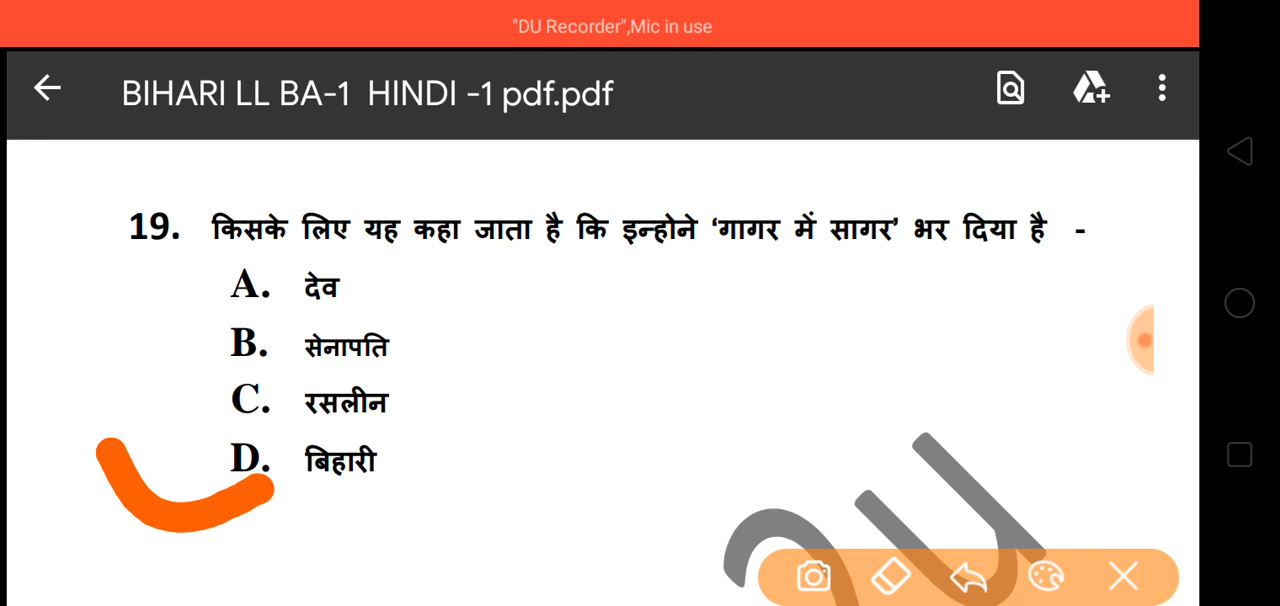 "DU Recorder",Mic in use
BIHARI LL BA-1 HINDI -1 pdf.pdf
19. किसके लिए यह कहा जाता है कि इन्होने ‘गागर में सागर’ भर दिया है -
A. देव
B. सेनापति
C. रसलीन
D. बिहारी